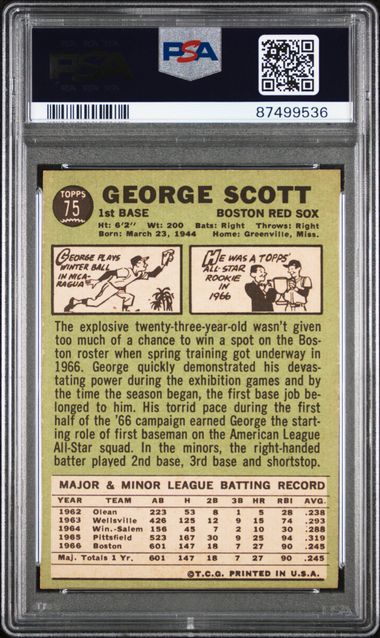 PSA
PSA
87499536
TOPPS
75
GEORGE SCOTT
1st BASE BOSTON RED SOX
Ht: 6'2" Wt: 200 Bats: Right Throws: Right
Born: March 23, 1944 Home: Greenville, Miss.
GEORGE PLAYS
WINTER BALL
IN NICA-
RAGUA
HE WAS A TOPPS
ALL-STAR
ROOKIE
IN
1966
The explosive twenty-three-year-old wasn't given
too much of a chance to win a spot on the Bos-
ton roster when spring training got underway in
1966. George quickly demonstrated his devas-
tating power during the exhibition games and by
the time the season began, the first base job be-
longed to him. His torrid pace during the first
half of the '66 campaign earned George the start-
ing role of first baseman on the American League
All-Star squad. In the minors, the right-handed
batter played 2nd base, 3rd base and shortstop.
MAJOR & MINOR LEAGUE BATTING RECORD
YEAR TEAM AB H 2B 3B HR RBI AVG.
1962 Olean 223 53 8 1 5 28 .238
1963 Wellsville 426 125 12 9 15 74 .293
1964 Win.-Salem 156 45 7 2 10 30 .288
1965 Pittsfield 523 167 30 9 25 94 .319
1966 Boston 601 147 18 7 27 90 .245
Maj. Totals 1 Yr. 601 147 18 7 27 90 .245
©T.C.G. PRINTED IN U.S.A.